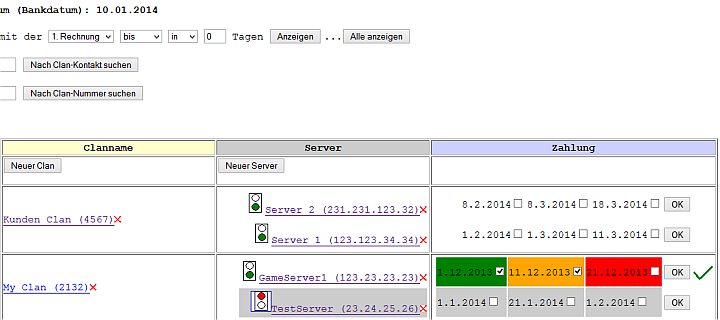 um (Bankdatum): 10.01.2014
mit der 1. Rechnung bis in 0 Tagen Anzeigen ... Alle anzeigen
Nach Clan-Kontakt suchen
Nach Clan-Nummer suchen
Clanname Server Zahlung
Neuer Clan Neuer Server
Kunden Clan (4567) Server 2 (231.231.123.32) 8.2.2014 8.3.2014 18.3.2014 OK
Server 1 (123.123.34.34) 1.2.2014 1.3.2014 11.3.2014 OK
My Clan (2132) GameServer1 (123.23.23.23) 1.12.2013 11.12.2013 21.12.2013 OK
TestServer (23.24.25.26) 1.1.2014 21.1.2014 1.2.2014 OK